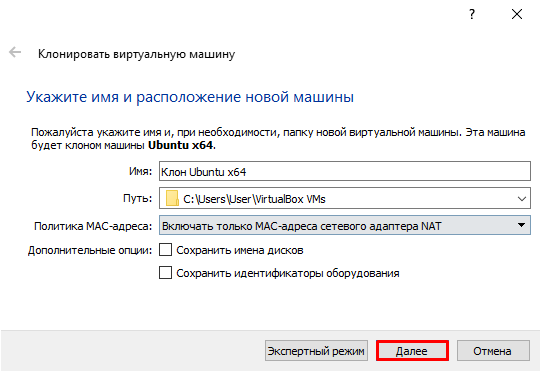 ?
Клонировать виртуальную машину
Укажите имя и расположение новой машины
Пожалуйста укажите имя и, при необходимости, папку новой виртуальной машины. Эта машина
будет клоном машины Ubuntu x64.
Имя: Клон Ubuntu x64
Путь: C:\Users\User\VirtualBox VMs
Политика MAC-адреса: Включать только MAC-адреса сетевого адаптера NAT
Дополнительные опции: Сохранить имена дисков
Сохранить идентификаторы оборудования
Экспертный режим Далее Отмена